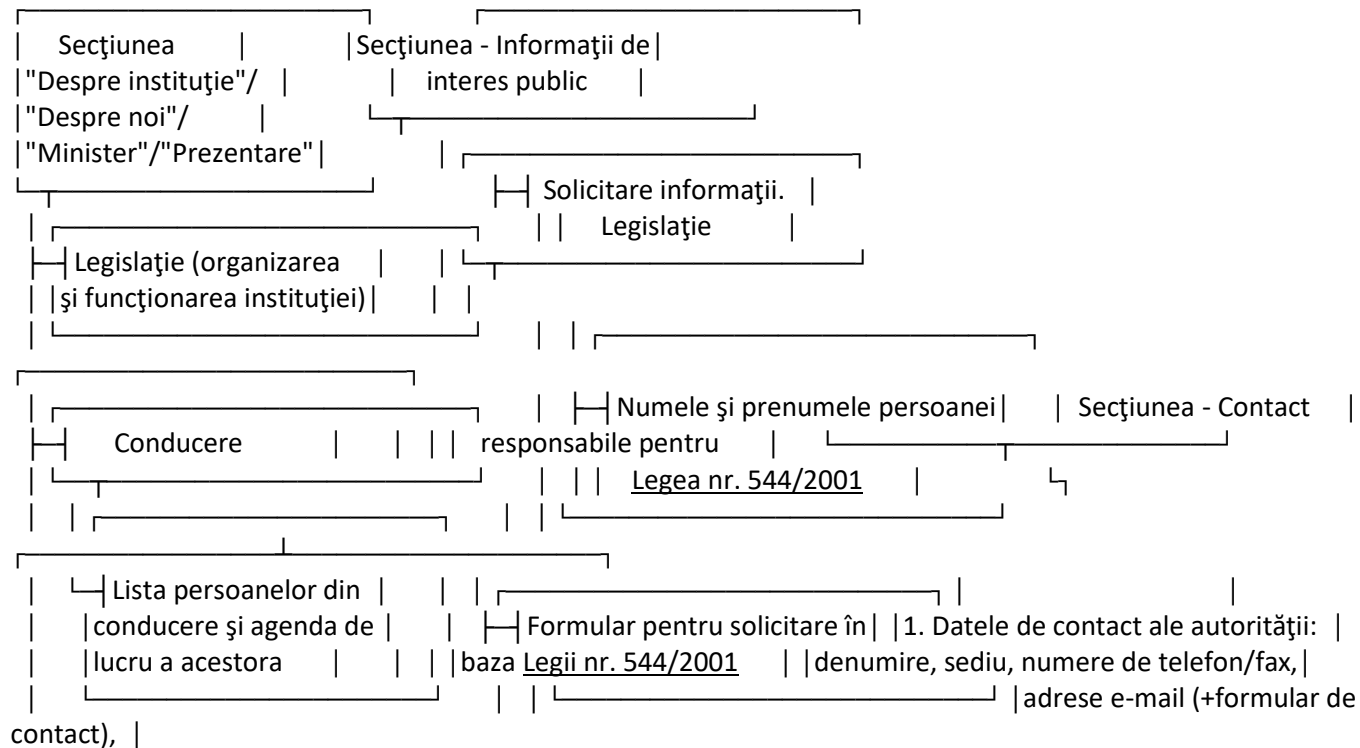 Secţiunea Secţiunea - Informaţii de
"Despre instituţie"/ interes public
"Despre noi"/
"Minister"/"Prezentare"
Solicitare informaţii.
Legislaţie
Legislaţie (organizarea
şi funcţionarea instituţiei)
Numele şi prenumele persoanei Secţiunea - Contact
Conducere responsabile pentru
Legea nr. 544/2001
Lista persoanelor din
conducere şi agenda de Formular pentru solicitare în 1. Datele de contact ale autorităţii:
lucru a acestora baza Legii nr. 544/2001 denumire, sediu, numere de telefon/fax,
adrese e-mail (+formular de
contact),